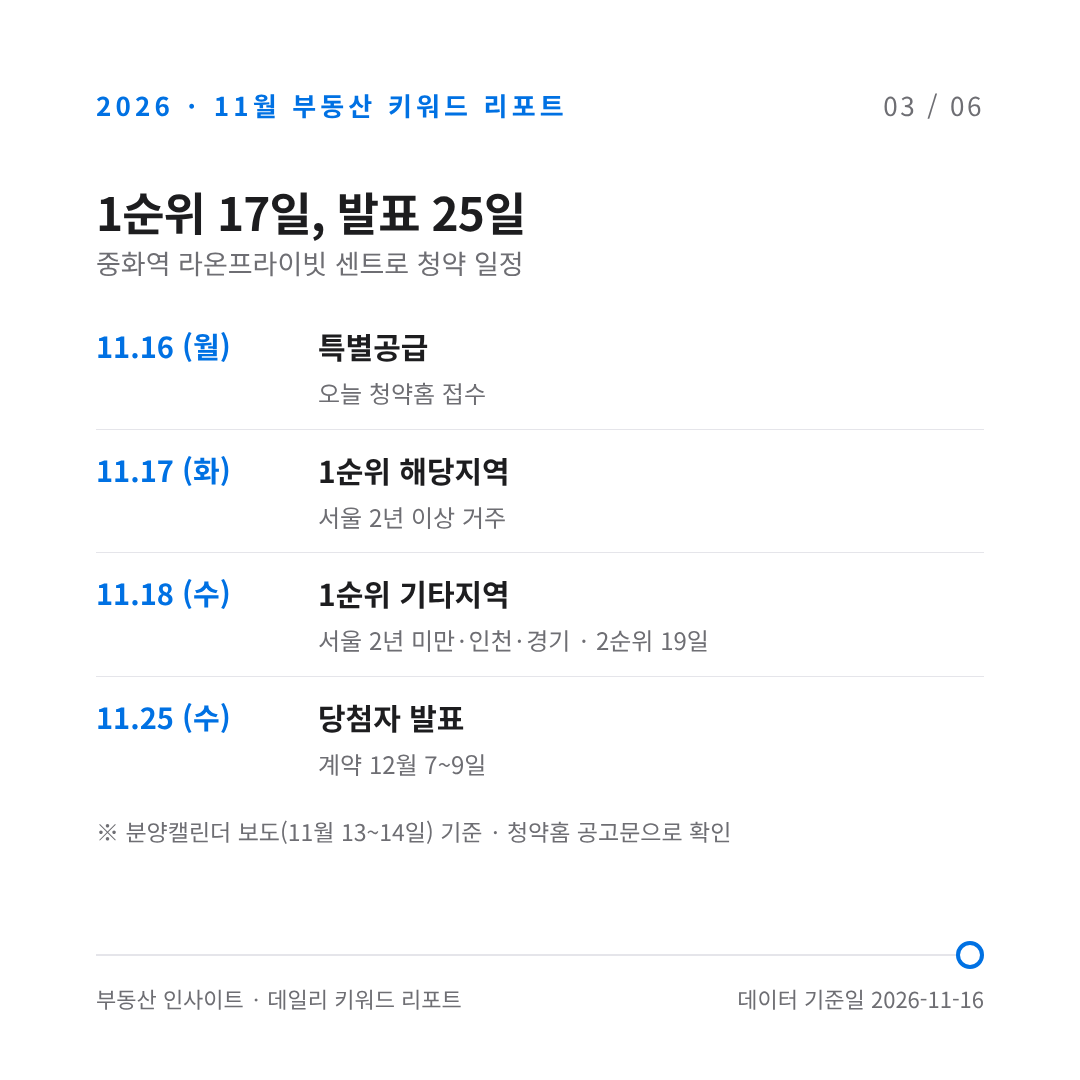 2026 · 11월 부동산 키워드 리포트
03 / 06
1순위 17일, 발표 25일
중화역 라온프라이빗 센트로 청약 일정
11.16 (월)
특별공급
오늘 청약홈 접수
11.17 (화)
1순위 해당지역
서울 2년 이상 거주
11.18 (수)
1순위 기타지역
서울 2년 미만·인천·경기 · 2순위 19일
11.25 (수)
당첨자 발표
계약 12월 7~9일
※ 분양캘린더 보도(11월 13~14일) 기준 · 청약홈 공고문으로 확인
부동산 인사이트 · 데일리 키워드 리포트
데이터 기준일 2026-11-16